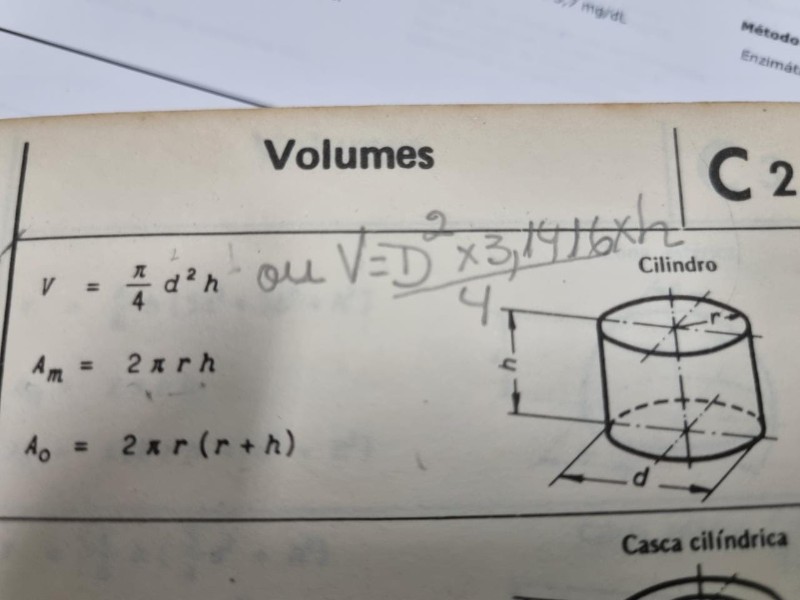 mg/dL
Método
Volumes
C 2
V = π/4 d² h ou V = D² × 3,1416 × h / 4
Cilindro
r
h
A_m = 2 π r h
A_o = 2 π r (r + h)
d
Casca cilíndrica